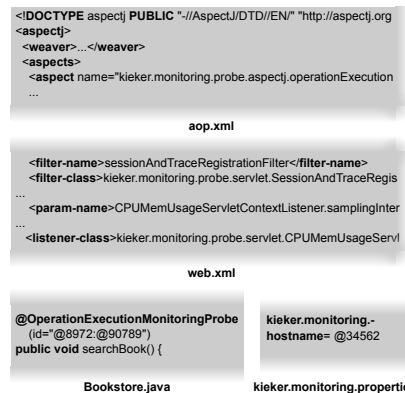 <!DOCTYPE aspectj PUBLIC "-//AspectJ/DTD//EN/" "http://aspectj.org
<aspectj>
<weaver>...</weaver>
<aspects>
<aspect name="kieker.monitoring.probe.aspectj.operationExecution
...
aop.xml
<filter-name>sessionAndTraceRegistrationFilter</filter-name>
<filter-class>kieker.monitoring.probe.servlet.SessionAndTraceRegis
...
<param-name>CPUMemUsageServletContextListener.samplingInter
...
<listener-class>kieker.monitoring.probe.servlet.CPUMemUsageServl
web.xml
@OperationExecutionMonitoringProbe
(id="@8972:@90789")
public void searchBook() {
Bookstore.java
kieker.monitoring.-
hostname= @34562
kieker.monitoring.properti